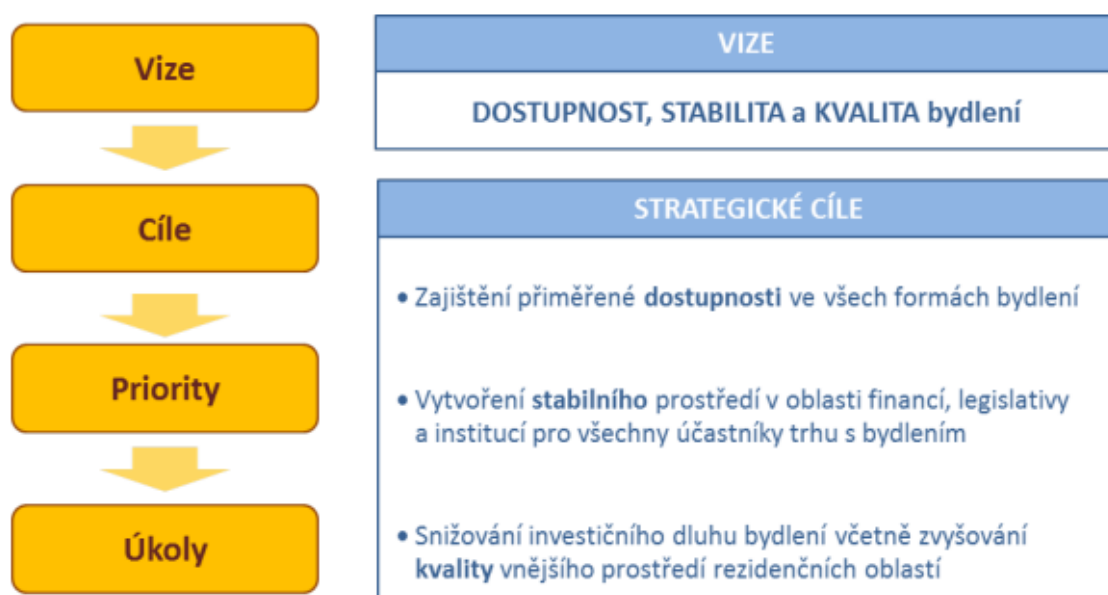 Vize
Cíle
Priority
Úkoly
VIZE
DOSTUPNOST, STABILITA a KVALITA bydlení
STRATEGICKÉ CÍLE
• Zajištění přiměřené dostupnosti ve všech formách bydlení
• Vytvoření stabilního prostředí v oblasti financí, legislativy
a institucí pro všechny účastníky trhu s bydlením
• Snižování investičního dluhu bydlení včetně zvyšování
kvality vnějšího prostředí rezidenčních oblastí